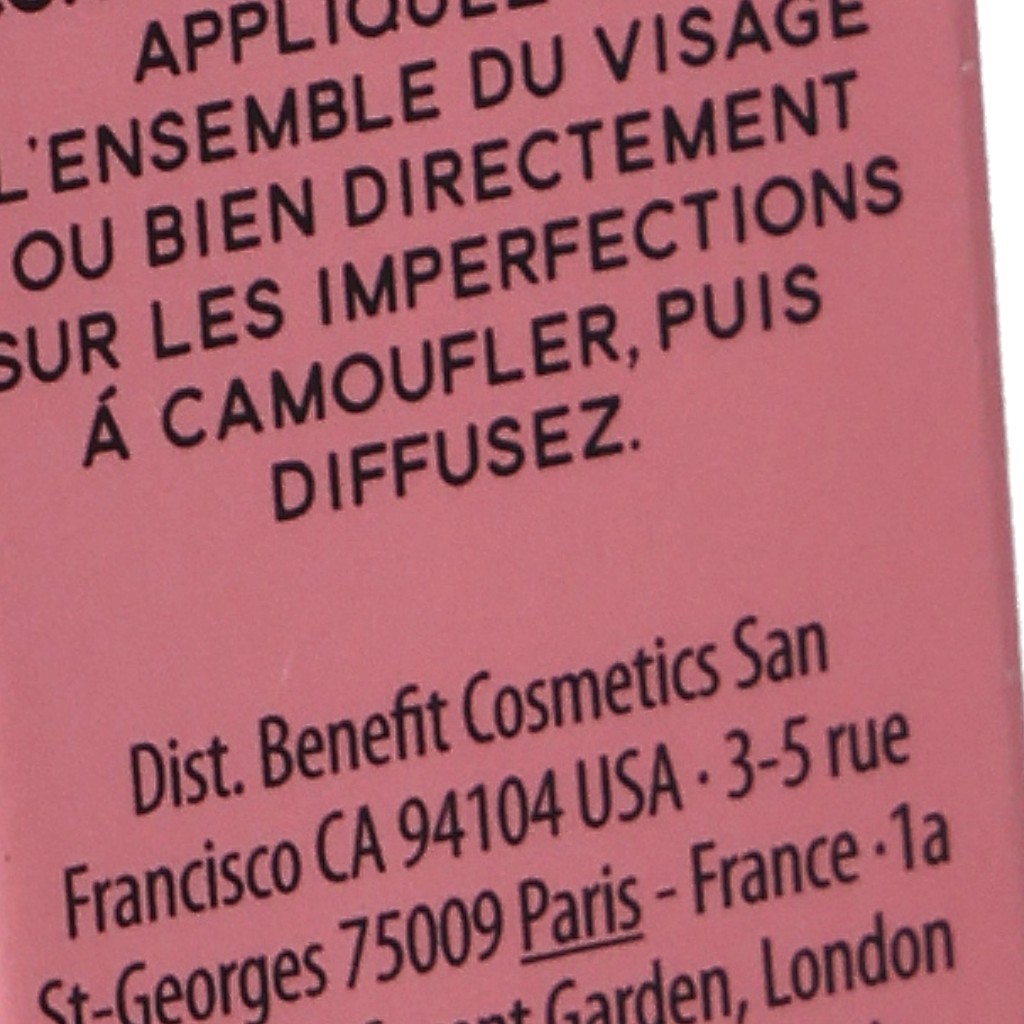 L'ENSEMBLE DU VISAGE
OU BIEN DIRECTEMENT
SUR LES IMPERFECTIONS
Á CAMOUFLER, PUIS
DIFFUSEZ.
Dist. Benefit Cosmetics San
Francisco CA 94104 USA · 3-5 rue
St-Georges 75009 Paris - France · 1a
Garden, London